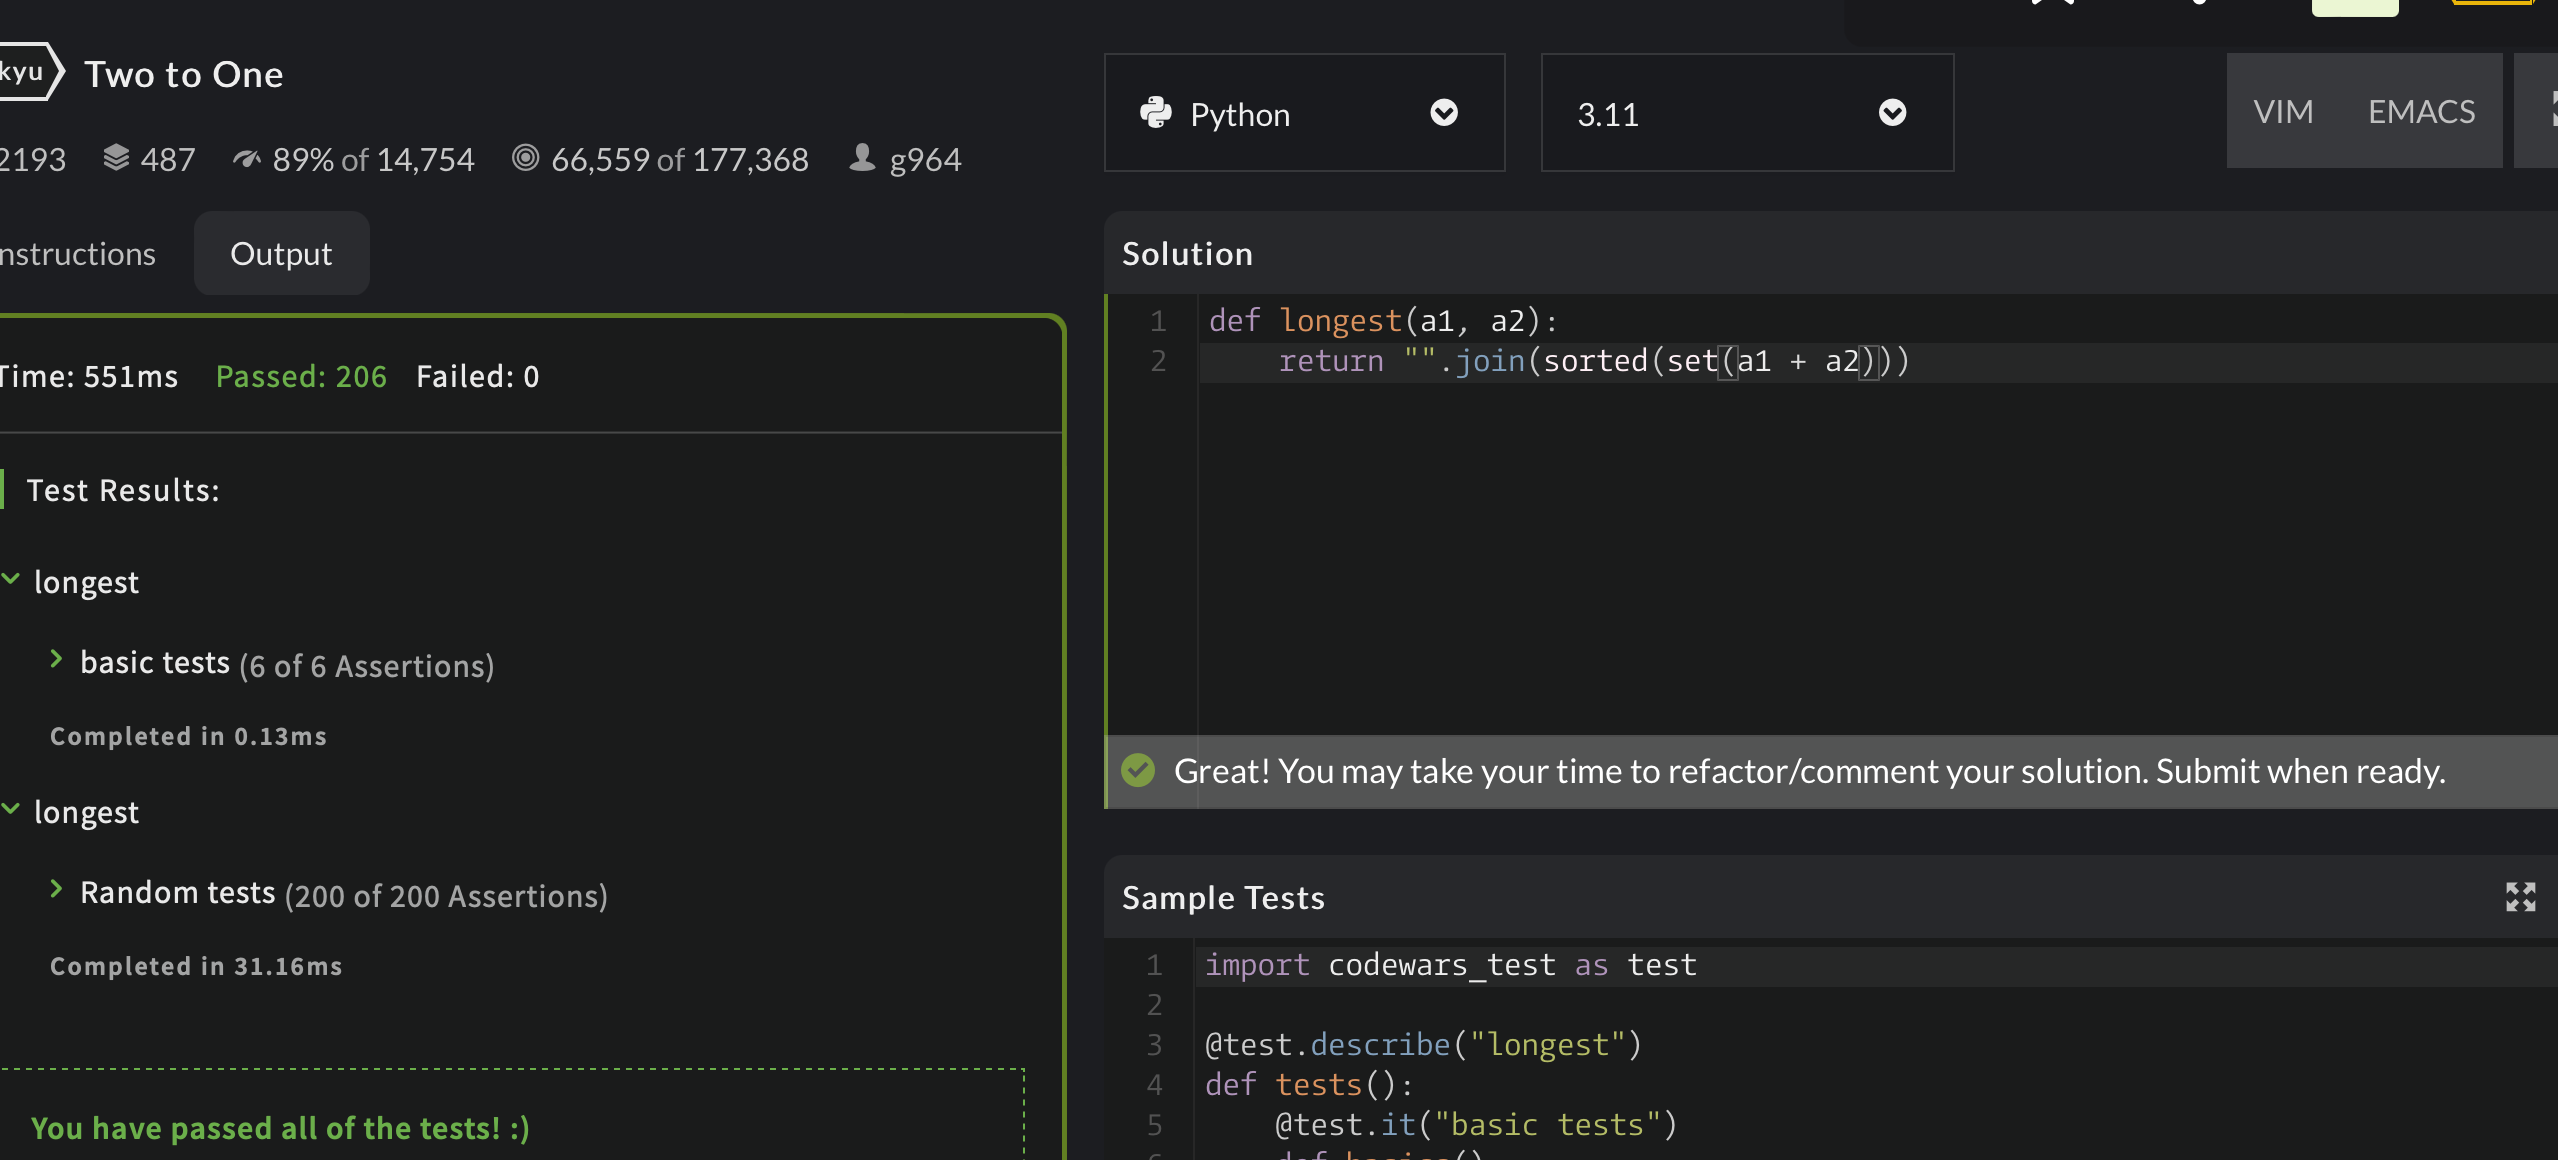 kyu Two to One
2193 487 89% of 14,754 66,559 of 177,368 g964
nstructions Output
Time: 551ms Passed: 206 Failed: 0
Test Results:
longest
basic tests (6 of 6 Assertions)
Completed in 0.13ms
longest
Random tests (200 of 200 Assertions)
Completed in 31.16ms
You have passed all of the tests! :)
Python 3.11 VIM EMACS
Solution
1 def longest(a1, a2):
2 return "".join(sorted(set(a1 + a2)))
Great! You may take your time to refactor/comment your solution. Submit when ready.
Sample Tests
1 import codewars_test as test
2
3 @test.describe("longest")
4 def tests():
5 @test.it("basic tests")